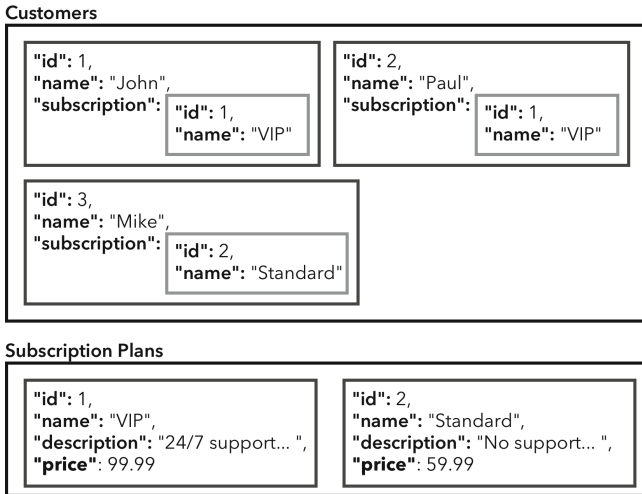 Customers
"id": 1,
"name": "John",
"subscription":
"id": 1,
"name": "VIP"
"id": 2,
"name": "Paul",
"subscription":
"id": 1,
"name": "VIP"
"id": 3,
"name": "Mike",
"subscription":
"id": 2,
"name": "Standard"
Subscription Plans
"id": 1,
"name": "VIP",
"description": "24/7 support... ",
"price": 99.99
"id": 2,
"name": "Standard",
"description": "No support... ",
"price": 59.99